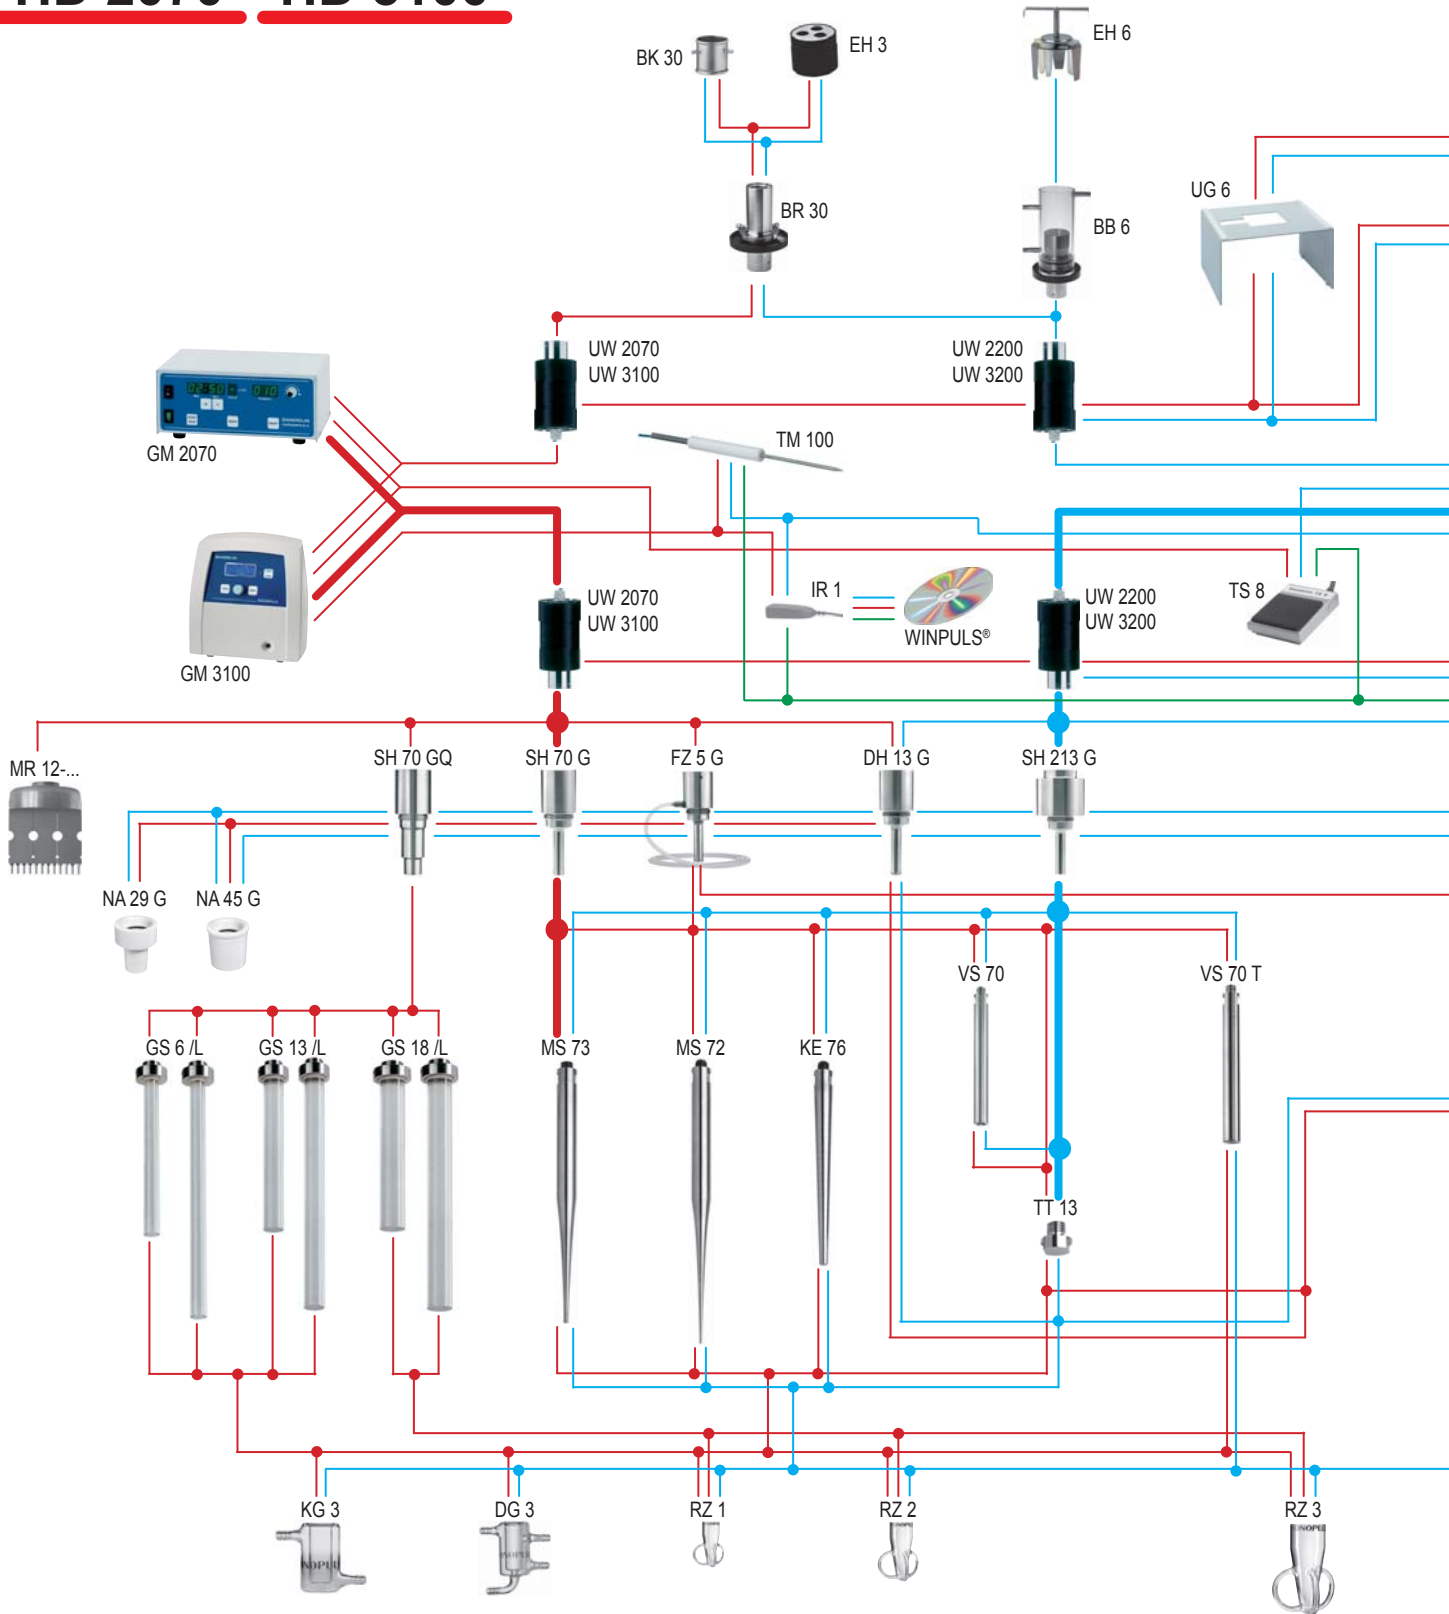 HD 2070 HD 3100
BK 30
EH 3
EH 6
BR 30
BB 6
UG 6
UW 2070
UW 3100
UW 2200
UW 3200
GM 2070
TM 100
GM 3100
UW 2070
UW 3100
IR 1
WINPULS®
UW 2200
UW 3200
TS 8
MR 12-...
SH 70 GQ
SH 70 G
FZ 5 G
DH 13 G
SH 213 G
NA 29 G
NA 45 G
VS 70
VS 70 T
GS 6 /L
GS 13 /L
GS 18 /L
MS 73
MS 72
KE 76
TT 13
KG 3
DG 3
RZ 1
RZ 2
RZ 3